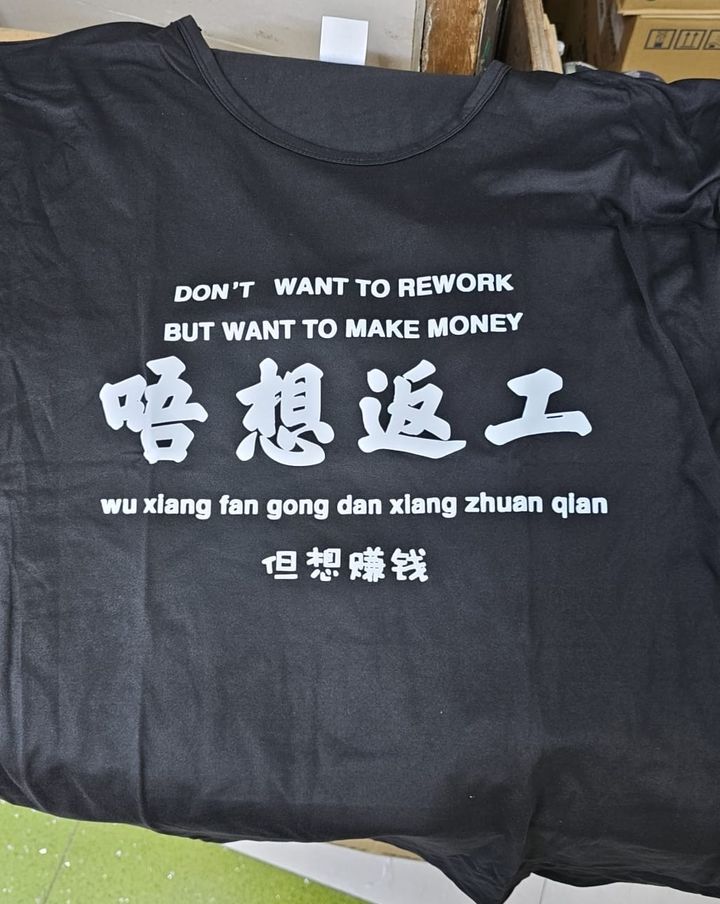 DON'T WANT TO REWORK
BUT WANT TO MAKE MONEY
唔想返工
wu xiang fan gong dan xiang zhuan qian
但想赚钱